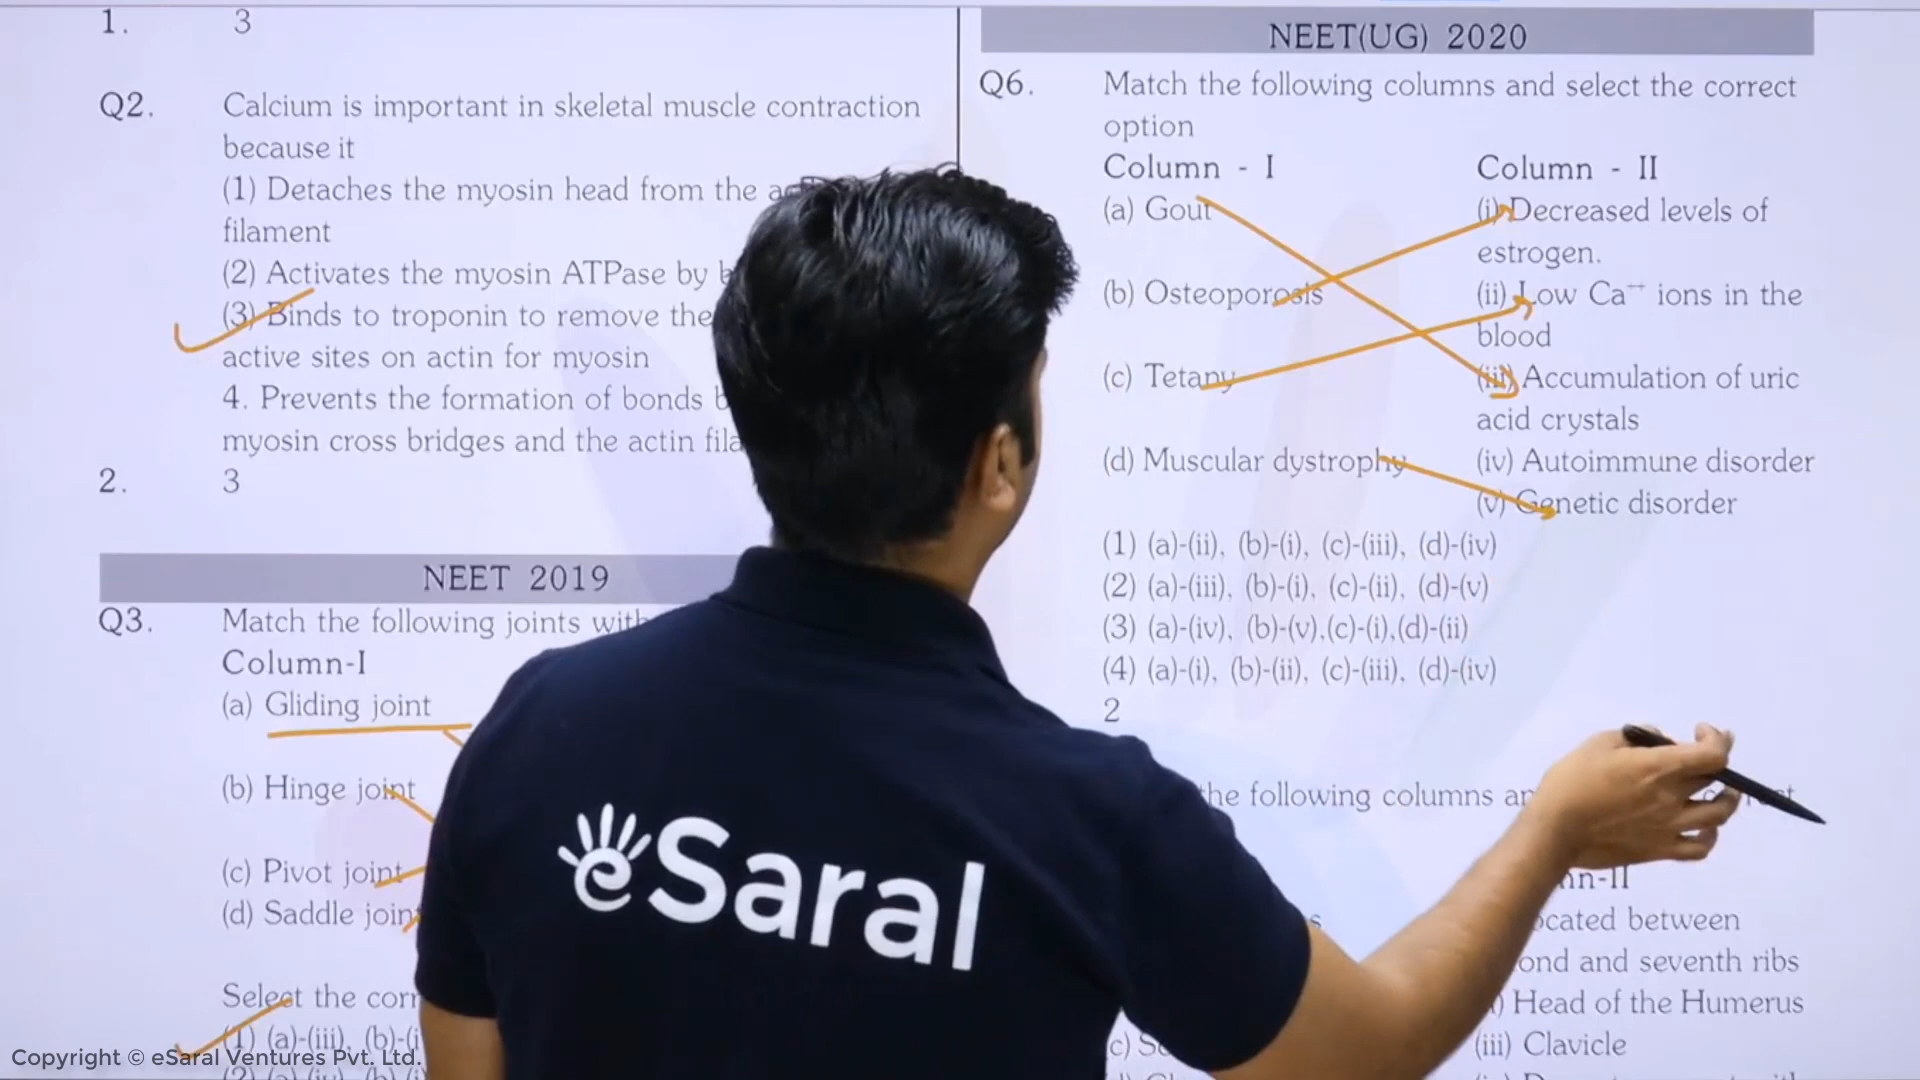 1. 3
Q2. Calcium is important in skeletal muscle contraction
because it
(1) Detaches the myosin head from the
filament
(2) Activates the myosin ATPase by
(3) Binds to troponin to remove the
active sites on actin for myosin
4. Prevents the formation of bonds
myosin cross bridges and the actin
2. 3
NEET 2019
Q3. Match the following joints with
Column-I
(a) Gliding joint
(b) Hinge joint
(c) Pivot joint
(d) Saddle joint
Select the
(1) (a)-(iii), (b)-(i
NEET(UG) 2020
Q6. Match the following columns and select the correct
option
Column - I Column - II
(a) Gout (i) Decreased levels of
estrogen.
(b) Osteoporosis (ii) Low Ca⁺⁺ ions in the
blood
(c) Tetany (iii) Accumulation of uric
acid crystals
(d) Muscular dystrophy (iv) Autoimmune disorder
(v) Genetic disorder
(1) (a)-(ii), (b)-(i), (c)-(iii), (d)-(iv)
(2) (a)-(iii), (b)-(i), (c)-(ii), (d)-(v)
(3) (a)-(iv), (b)-(v),(c)-(i),(d)-(ii)
(4) (a)-(i), (b)-(ii), (c)-(iii), (d)-(iv)
2
the following columns
between
and seventh ribs
Head of the Humerus
(c) (iii) Clavicle
eSaral
Copyright © eSaral Ventures Pvt. Ltd.